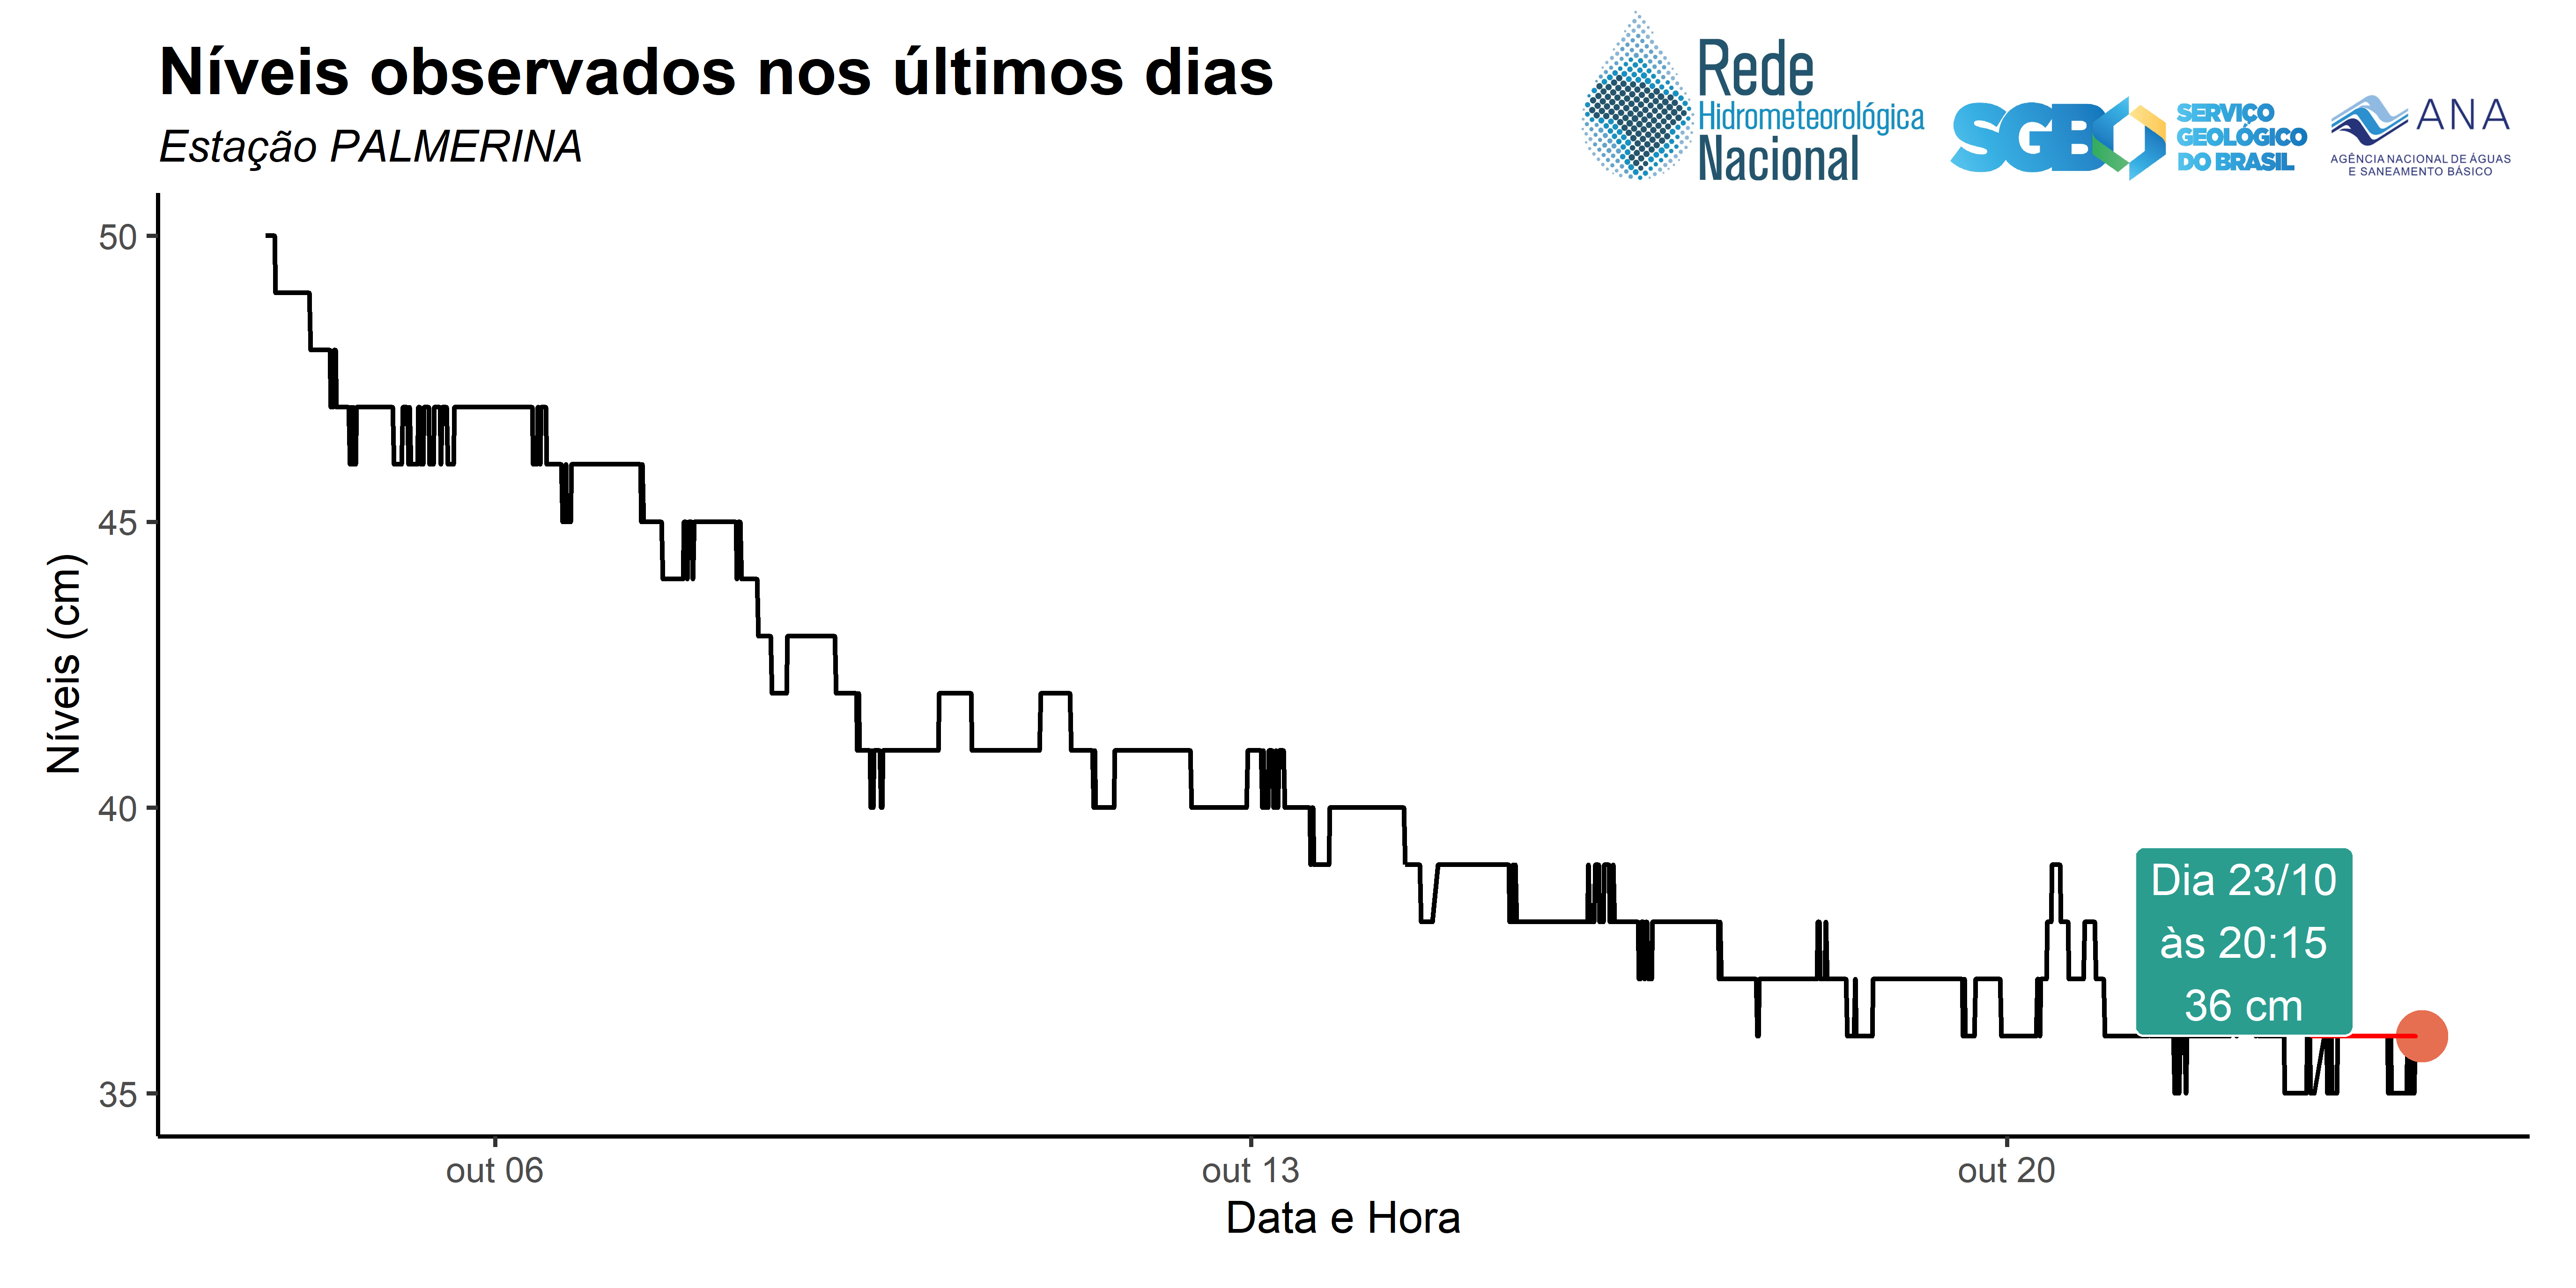 Níveis observados nos últimos dias
Estação PALMERINA
Rede
Hidrometeorológica
Nacional
SGB
SERVIÇO
GEOLÓGICO
DO BRASIL
ANA
AGÊNCIA NACIONAL DE ÁGUAS
E SANEAMENTO BÁSICO
Níveis (cm)
50
45
40
35
Dia 23/10
às 20:15
36 cm
out 06
out 13
out 20
Data e Hora